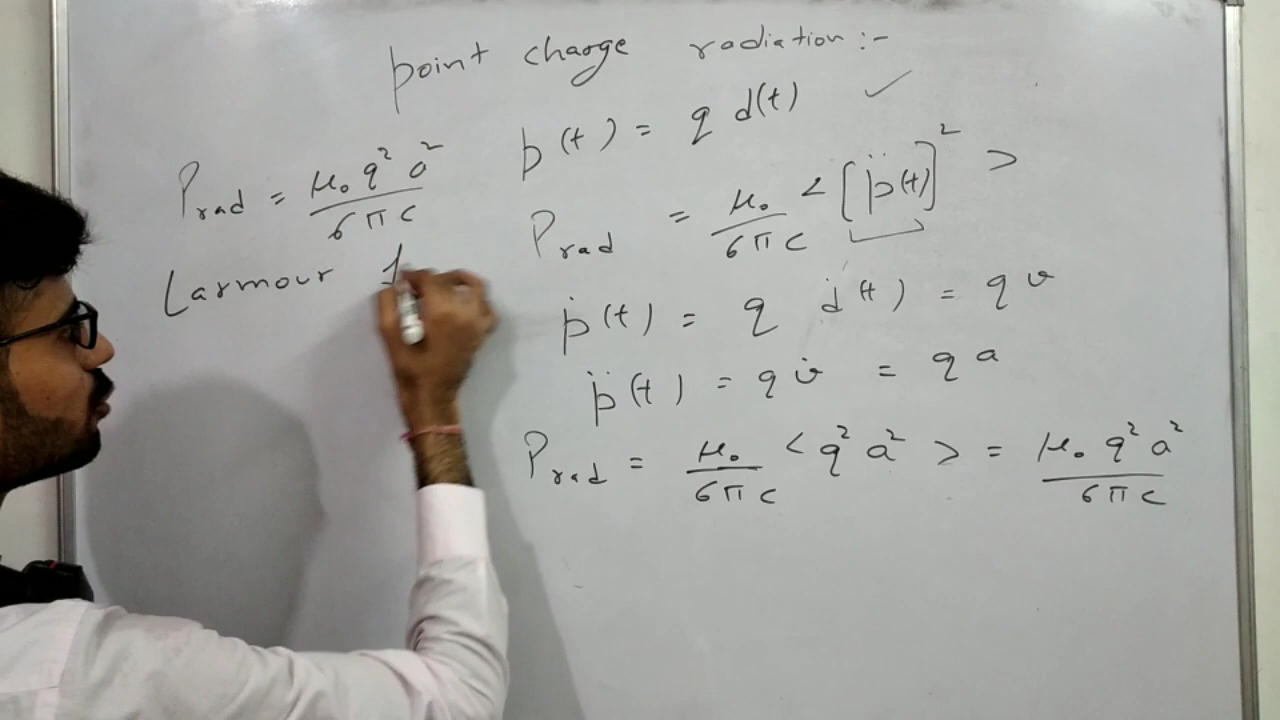 point charge radiation :-
p(t) = q d(t) ✓
P_rad = μ₀ q² a² / 6πc
P_rad = μ₀ / 6πc < [p̈(t)]² >
Larmour f
ṗ(t) = q ḋ(t) = q v
p̈(t) = q v̇ = q a
P_rad = μ₀ / 6πc < q² a² > = μ₀ q² a² / 6πc